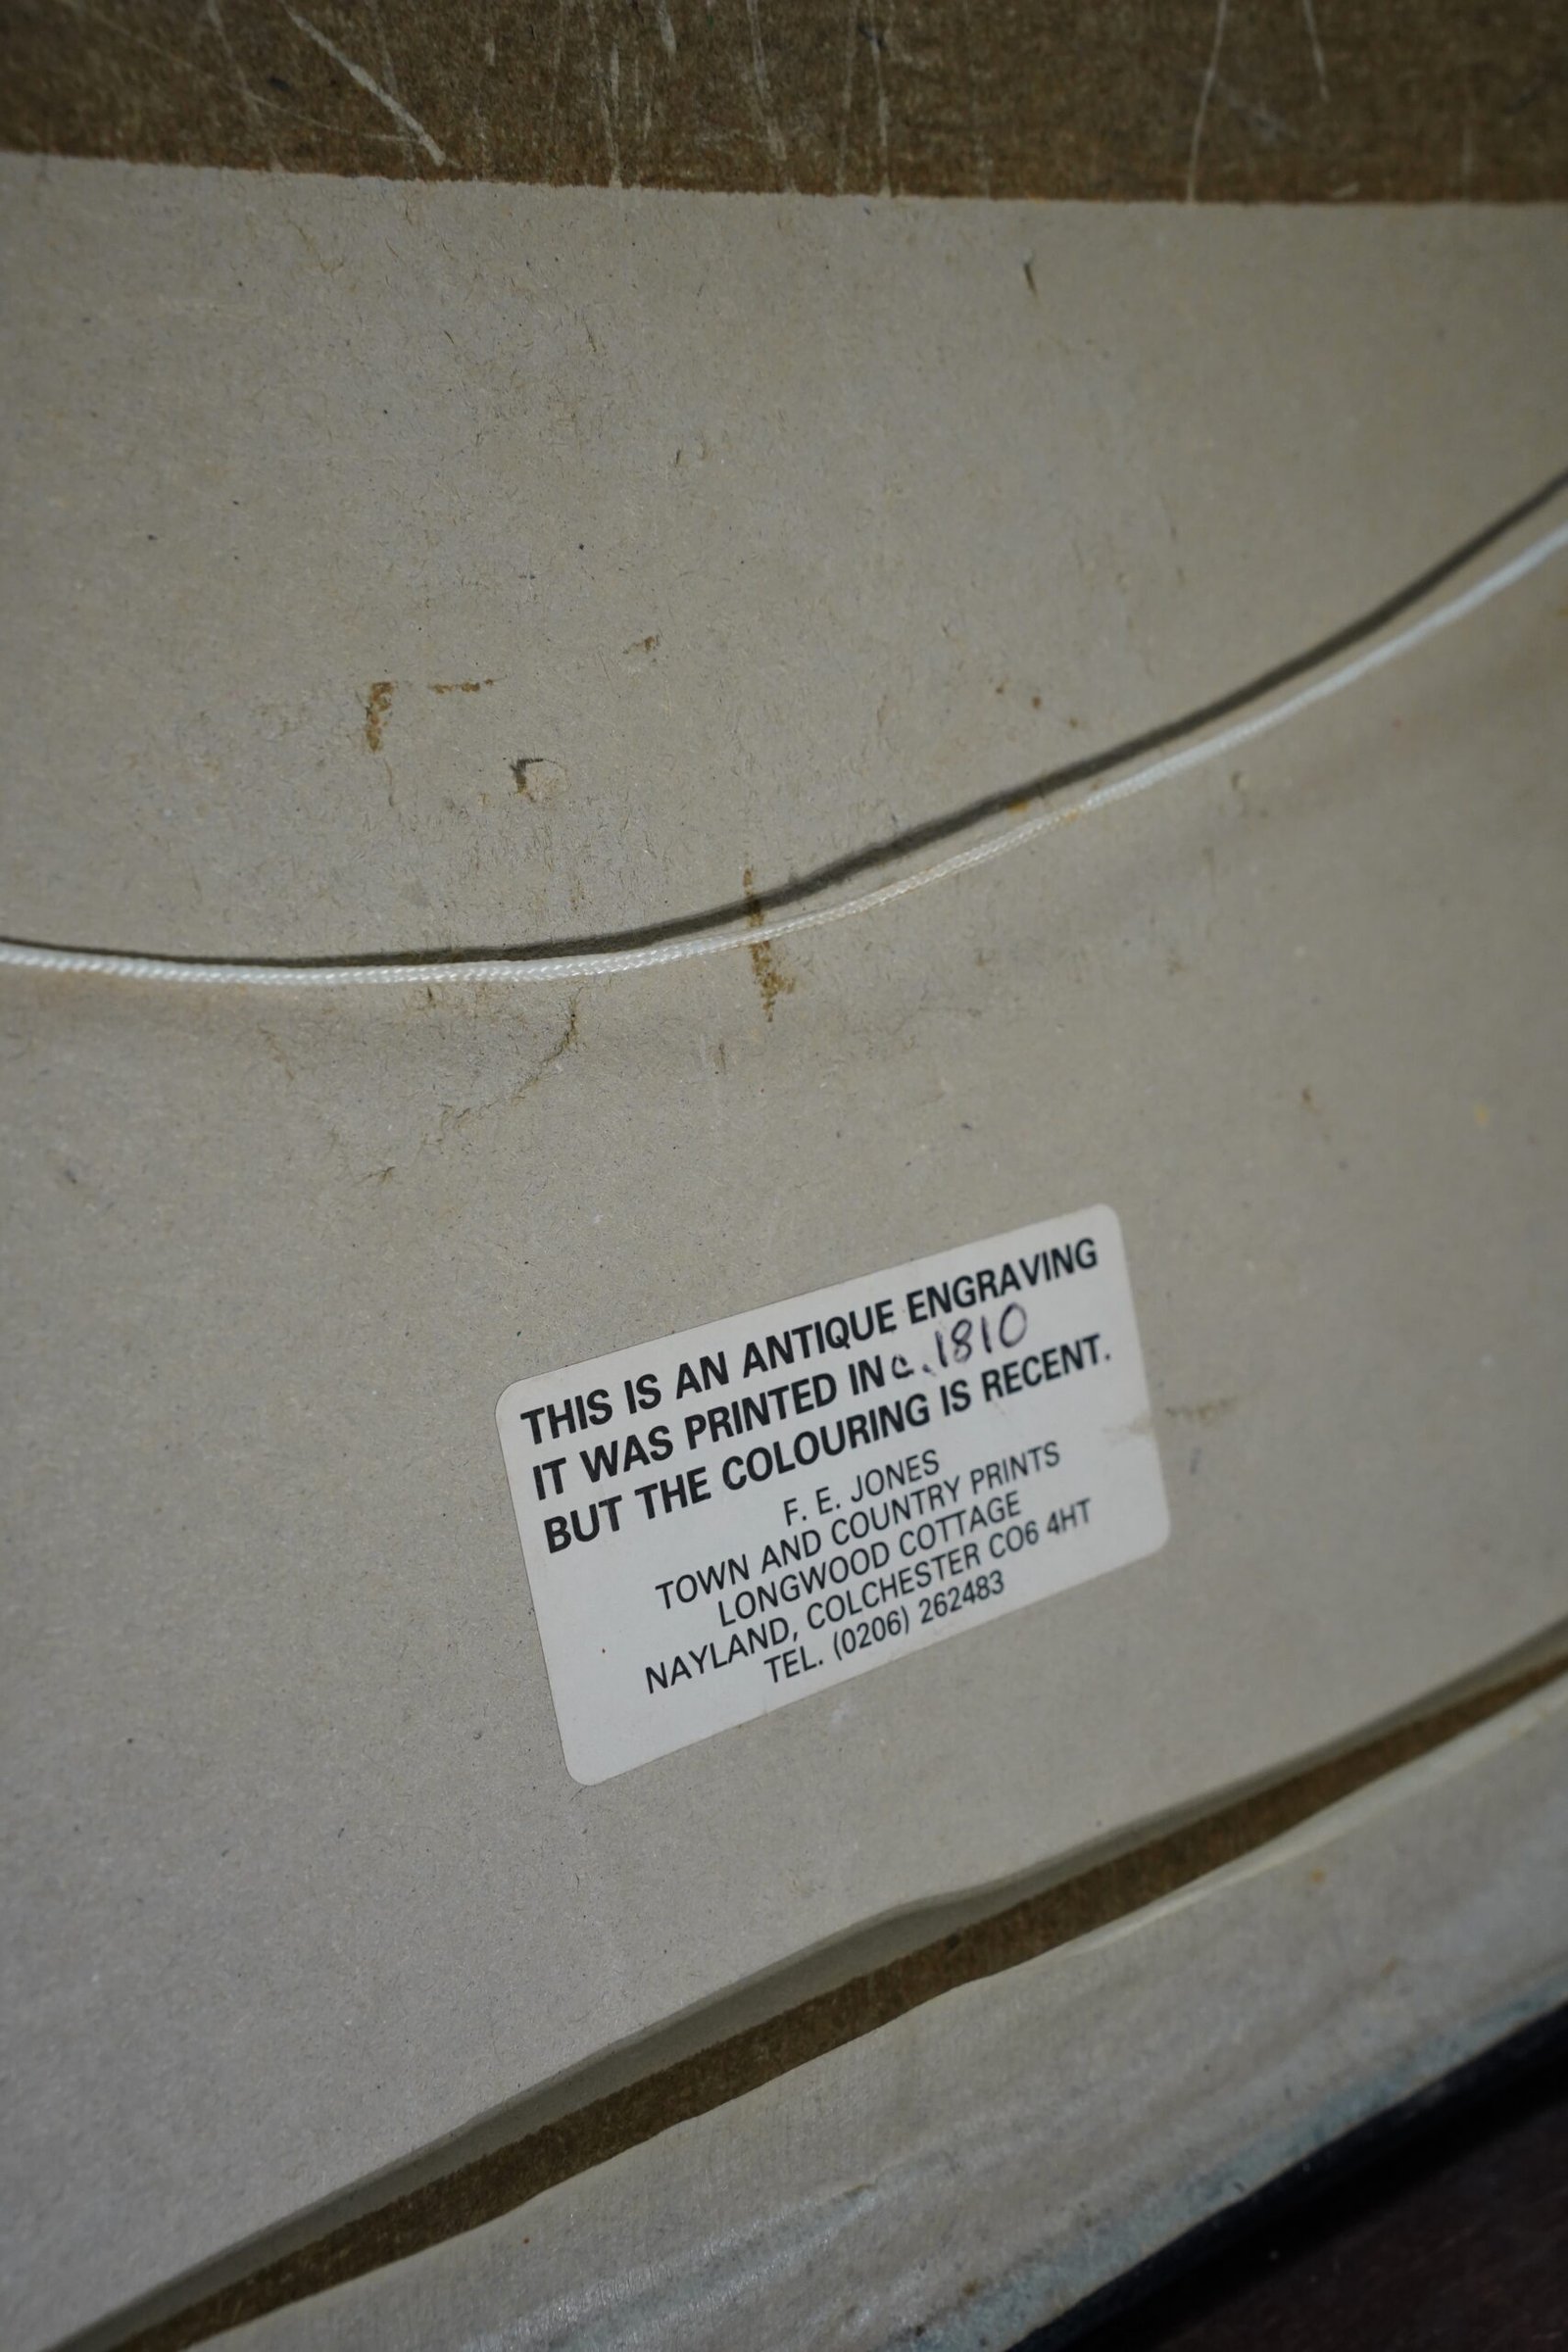 THIS IS AN ANTIQUE ENGRAVING
IT WAS PRINTED IN c. 1810
BUT THE COLOURING IS RECENT.
F. E. JONES
TOWN AND COUNTRY PRINTS
LONGWOOD COTTAGE
NAYLAND, COLCHESTER CO6 4HT
TEL. (0206) 262483